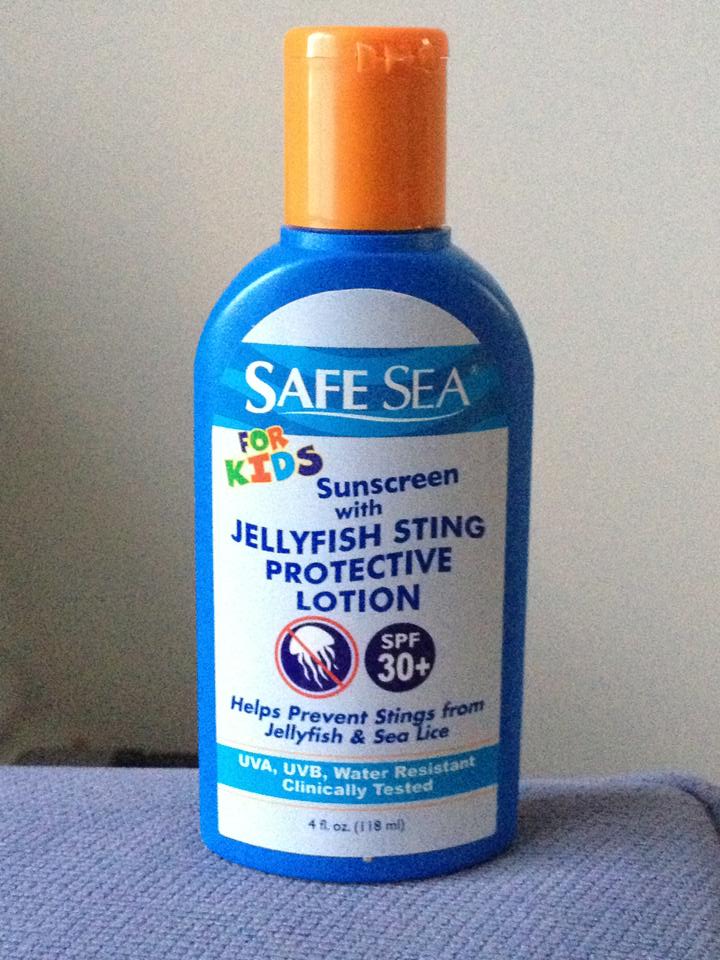 SAFE SEA
FOR
KIDS
Sunscreen
with
JELLYFISH STING
PROTECTIVE
LOTION
SPF
30+
Helps Prevent Stings from
Jellyfish & Sea Lice
UVA, UVB, Water Resistant
Clinically Tested
4 fl. oz. (118 ml)